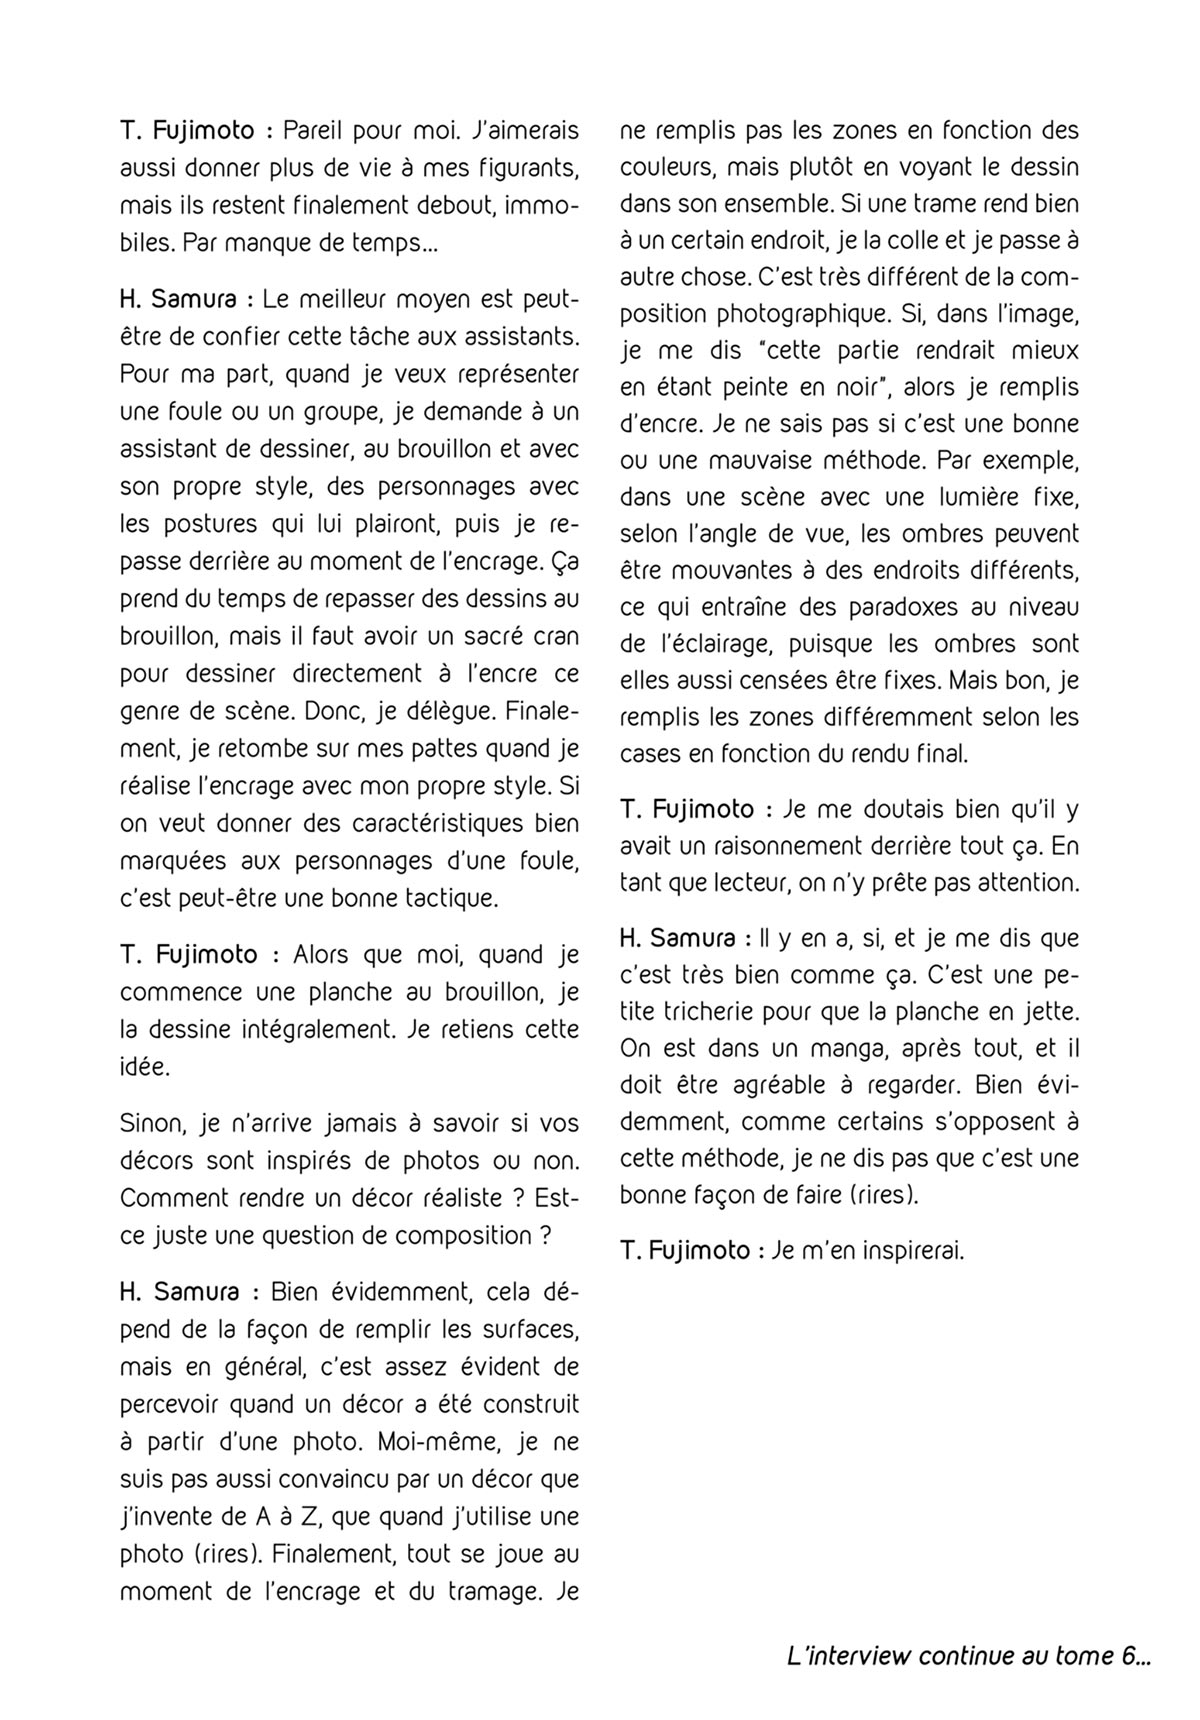 T. Fujimoto : Pareil pour moi. J'aimerais
aussi donner plus de vie à mes figurants,
mais ils restent finalement debout, immo-
biles. Par manque de temps...
H. Samura : Le meilleur moyen est peut-
être de confier cette tâche aux assistants.
Pour ma part, quand je veux représenter
une foule ou un groupe, je demande à un
assistant de dessiner, au brouillon et avec
son propre style, des personnages avec
les postures qui lui plairont, puis je re-
passe derrière au moment de l'encrage. Ça
prend du temps de repasser des dessins au
brouillon, mais il faut avoir un sacré cran
pour dessiner directement à l'encre ce
genre de scène. Donc, je délègue. Finale-
ment, je retombe sur mes pattes quand je
réalise l'encrage avec mon propre style. Si
on veut donner des caractéristiques bien
marquées aux personnages d'une foule,
c'est peut-être une bonne tactique.
T. Fujimoto : Alors que moi, quand je
commence une planche au brouillon, je
la dessine intégralement. Je retiens cette
idée.
Sinon, je n'arrive jamais à savoir si vos
décors sont inspirés de photos ou non.
Comment rendre un décor réaliste ? Est-
ce juste une question de composition ?
H. Samura : Bien évidemment, cela dé-
pend de la façon de remplir les surfaces,
mais en général, c'est assez évident de
percevoir quand un décor a été construit
à partir d'une photo. Moi-même, je ne
suis pas aussi convaincu par un décor que
j'invente de A à Z, que quand j'utilise une
photo (rires). Finalement, tout se joue au
moment de l'encrage et du tramage. Je
ne remplis pas les zones en fonction des
couleurs, mais plutôt en voyant le dessin
dans son ensemble. Si une trame rend bien
à un certain endroit, je la colle et je passe à
autre chose. C'est très différent de la com-
position photographique. Si, dans l'image,
je me dis “cette partie rendrait mieux
en étant peinte en noir”, alors je remplis
d'encre. Je ne sais pas si c'est une bonne
ou une mauvaise méthode. Par exemple,
dans une scène avec une lumière fixe,
selon l'angle de vue, les ombres peuvent
être mouvantes à des endroits différents,
ce qui entraîne des paradoxes au niveau
de l'éclairage, puisque les ombres sont
elles aussi censées être fixes. Mais bon, je
remplis les zones différemment selon les
cases en fonction du rendu final.
T. Fujimoto : Je me doutais bien qu'il y
avait un raisonnement derrière tout ça. En
tant que lecteur, on n'y prête pas attention.
H. Samura : Il y en a, si, et je me dis que
c'est très bien comme ça. C'est une pe-
tite tricherie pour que la planche en jette.
On est dans un manga, après tout, et il
doit être agréable à regarder. Bien évi-
demment, comme certains s'opposent à
cette méthode, je ne dis pas que c'est une
bonne façon de faire (rires).
T. Fujimoto : Je m'en inspirerai.
L'interview continue au tome 6...